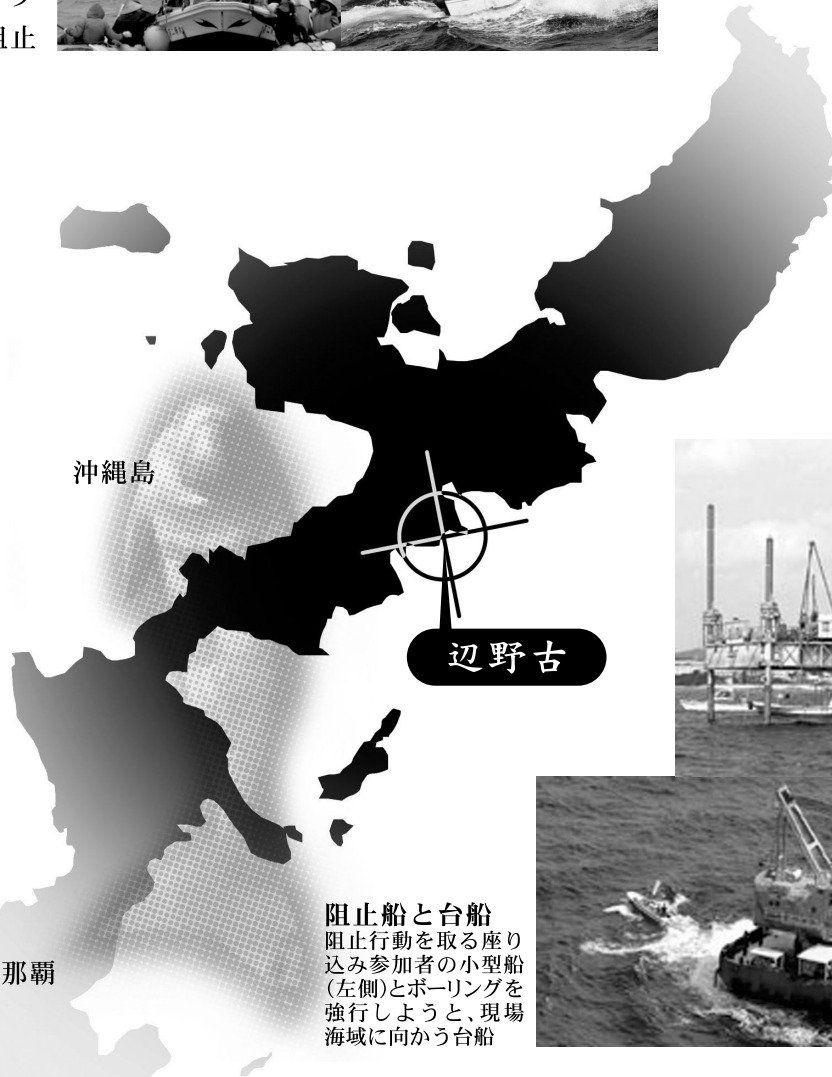 阻止
沖縄島
辺野古
那覇
阻止船と台船
阻止行動を取る座り
込み参加者の小型船
(左側)とボーリングを
強行しようと、現場
海域に向かう台船